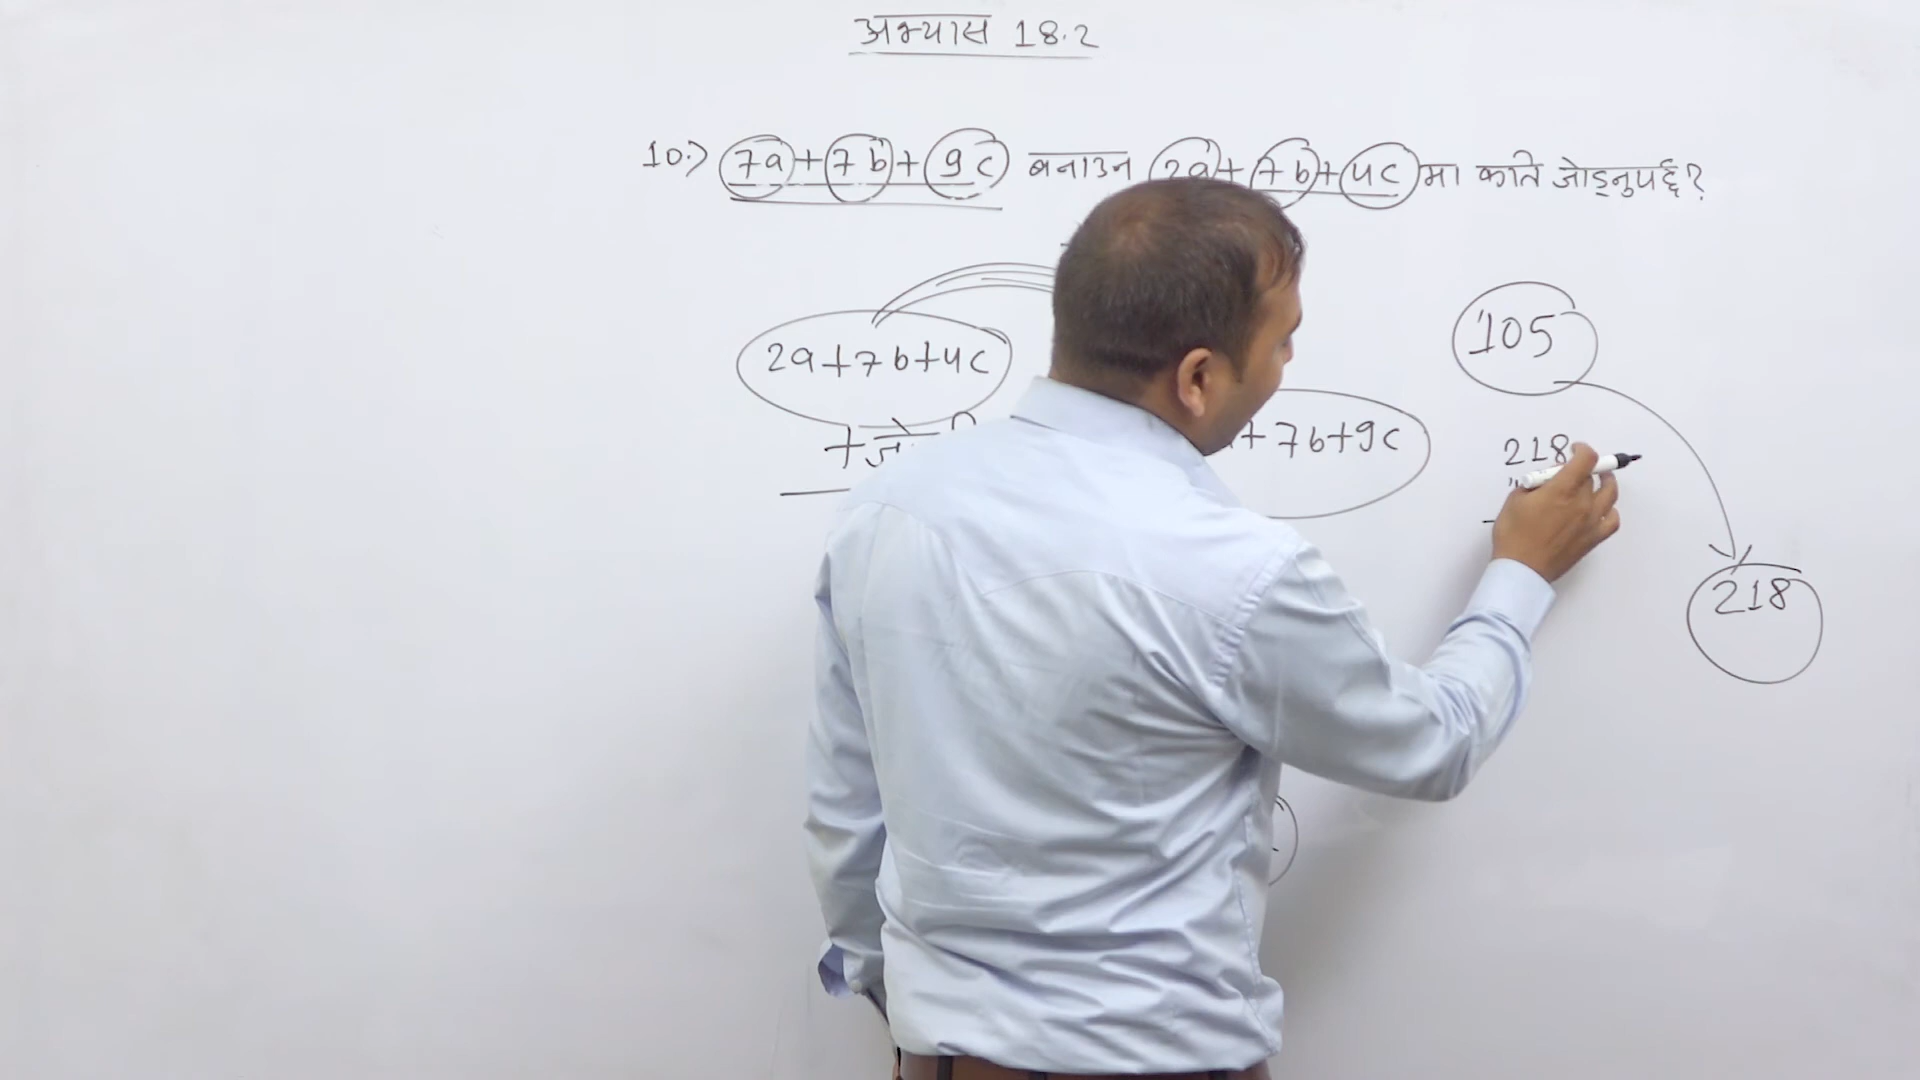 अभ्यास 18.2
10.> 7a+7b+9c बनाउन 2a+7b+4c मा कति जोड्नुपर्छ?
2a+7b+4c
105
+7b+9c
218
218